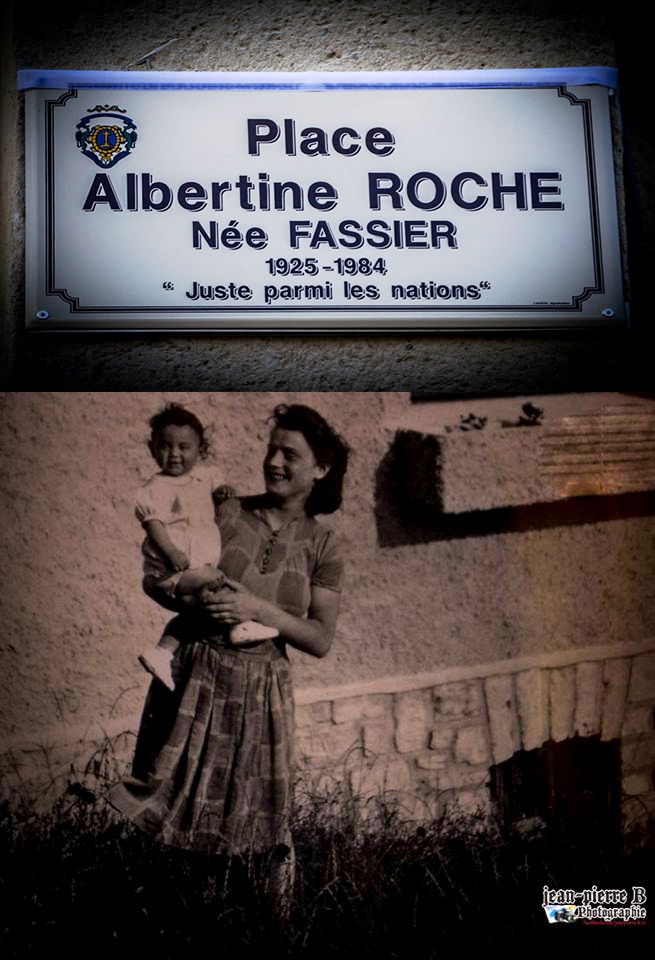 Place
Albertine ROCHE
Née FASSIER
1925-1984
“ Juste parmi les nations“
jean-pierre B
Photographie